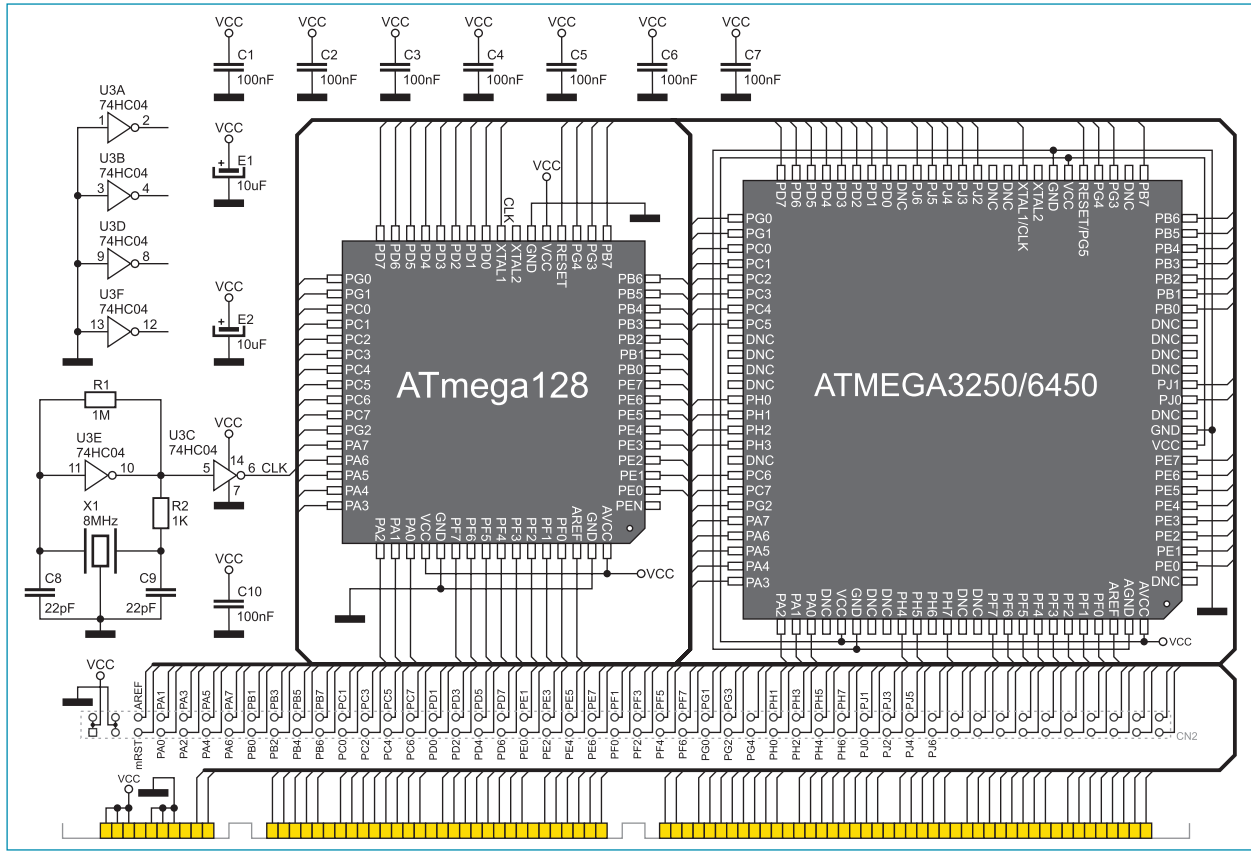 VCC VCC VCC VCC VCC VCC VCC
C1 C2 C3 C4 C5 C6 C7
100nF 100nF 100nF 100nF 100nF 100nF 100nF
U3A
74HC04
1 2
U3B
74HC04
3 4
U3D
74HC04
9 8
U3F
74HC04
13 12
VCC
+
E1
10uF
VCC
+
E2
10uF
R1
1M
U3E
74HC04
11 10
U3C
74HC04
VCC
5 14 6 CLK
7
R2
1K
X1
8MHz
C8
22pF
C9
22pF
VCC
C10
100nF
VCC
CLK
PD7 PD6 PD5 PD4 PD3 PD2 PD1 PD0 XTAL1 XTAL2 GND VCC RESET PG4 PG3 PB7
PG0 PG1 PC0 PC1 PC2 PC3 PC4 PC5 PC6 PC7 PG2 PA7 PA6 PA5 PA4 PA3
ATmega128
PB6 PB5 PB4 PB3 PB2 PB1 PB0 PE7 PE6 PE5 PE4 PE3 PE2 PE1 PE0 PEN
PA2 PA1 PA0 VCC GND PF7 PF6 PF5 PF4 PF3 PF2 PF1 PF0 AREF GND AVCC
VCC
PD7 PD6 PD5 PD4 PD3 PD2 PD1 PD0 DNC PJ6 PJ5 PJ4 PJ3 PJ2 DNC DNC XTAL1/CLK XTAL2 GND VCC RESET/PG5 PG4 PG3 DNC PB7
PG0 PG1 PC0 PC1 PC2 PC3 PC4 PC5 DNC DNC DNC DNC PH0 PH1 PH2 PH3 DNC PC6 PC7 PG2 PA7 PA6 PA5 PA4 PA3
ATMEGA3250/6450
PB6 PB5 PB4 PB3 PB2 PB1 PB0 DNC DNC DNC DNC PJ1 PJ0 DNC GND VCC PE7 PE6 PE5 PE4 PE3 PE2 PE1 PE0 DNC
PA2 PA1 PA0 DNC VCC GND DNC DNC PH4 PH5 PH6 PH7 DNC DNC PF7 PF6 PF5 PF4 PF3 PF2 PF1 PF0 AREF AGND AVCC
VCC
VCC
AREF PA1 PA3 PA5 PA7 PB1 PB3 PB5 PB7 PC1 PC3 PC5 PC7 PD1 PD3 PD5 PD7 PE1 PE3 PE5 PE7 PF1 PF3 PF5 PF7 PG1 PG3 PH1 PH3 PH5 PH7 PJ1 PJ3 PJ5
mRST PA0 PA2 PA4 PA6 PB0 PB2 PB4 PB6 PC0 PC2 PC4 PC6 PD0 PD2 PD4 PD6 PE0 PE2 PE4 PE6 PF0 PF2 PF4 PF6 PG0 PG2 PG4 PH0 PH2 PH4 PH6 PJ0 PJ2 PJ4 PJ6
CN2
VCC